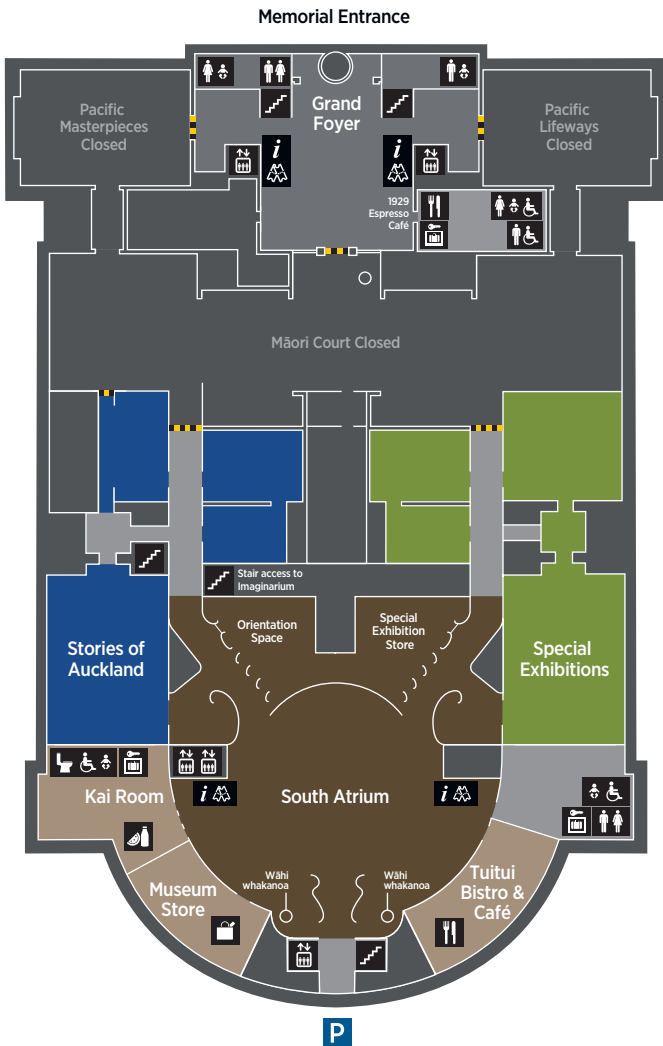 Memorial Entrance
Pacific
Masterpieces
Closed
Grand
Foyer
Pacific
Lifeways
Closed
i
i
1929
Espresso
Café
Māori Court Closed
Stair access to
Imaginarium
Orientation
Space
Special
Exhibition
Store
Stories of
Auckland
Special
Exhibitions
Kai Room
i
South Atrium
i
Museum
Store
Wāhi
whakanoa
Wāhi
whakanoa
Tuitui
Bistro &
Café
P